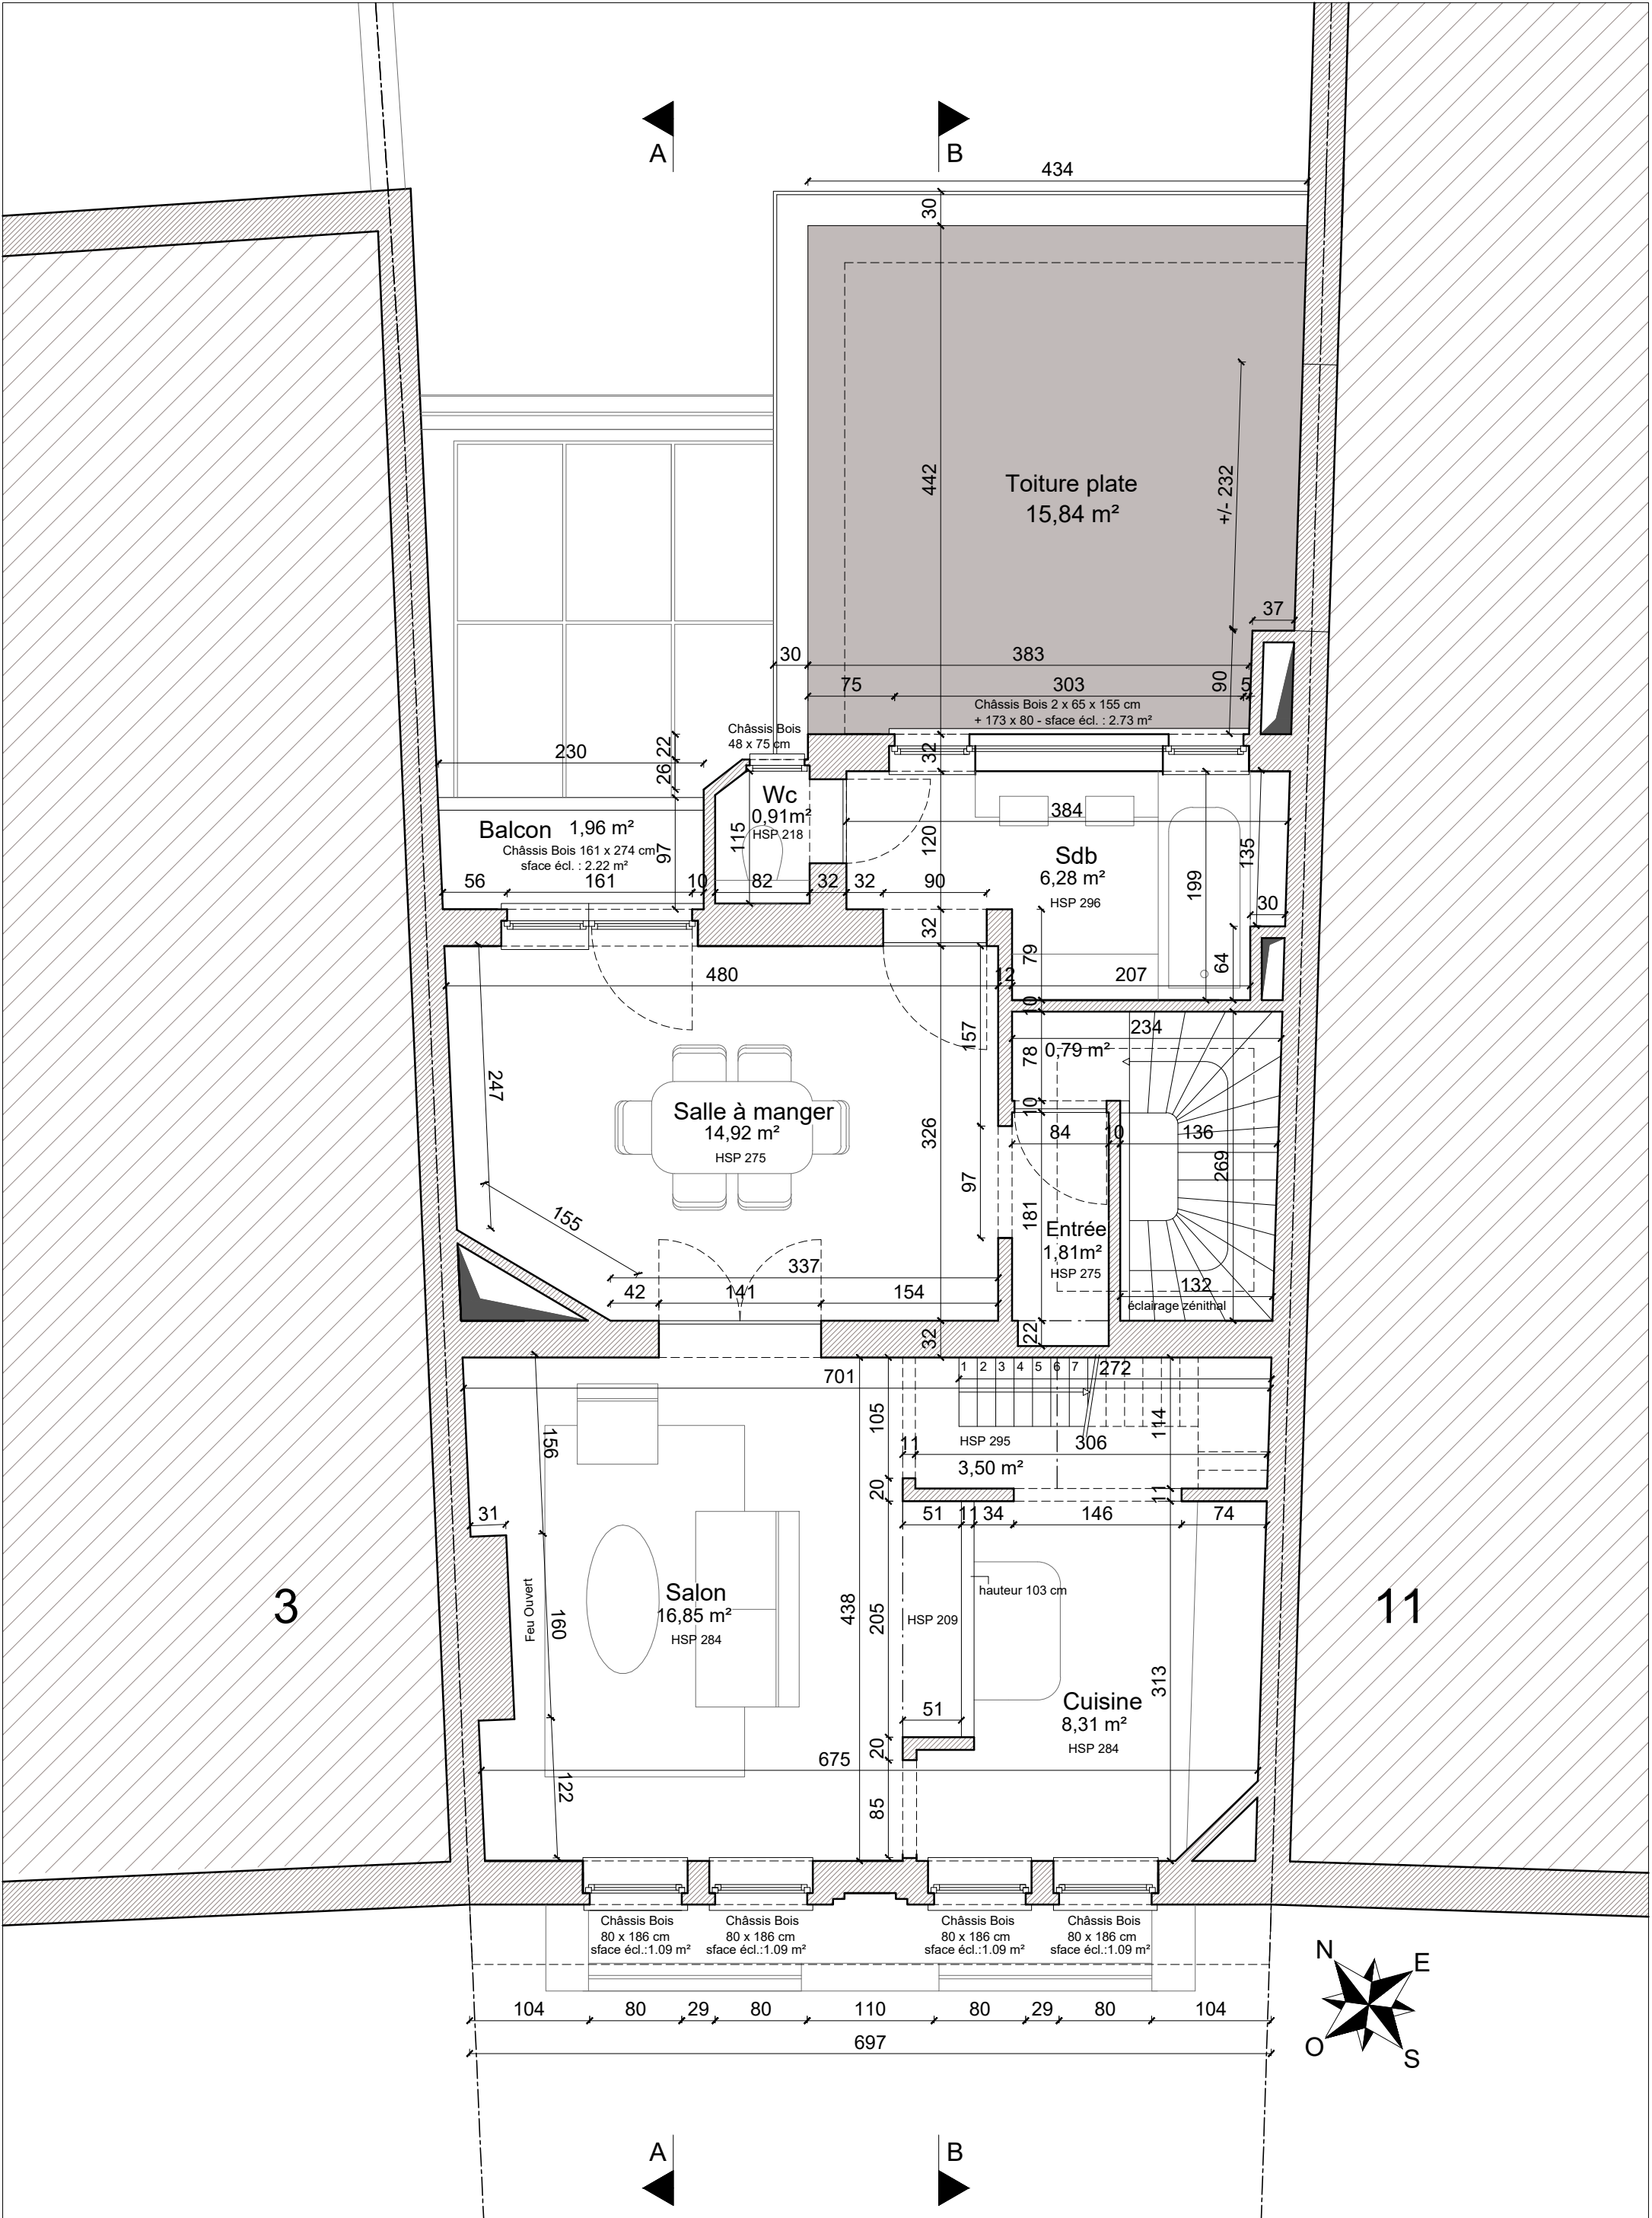 A
B
434
30
442
Toiture plate
15,84 m²
+/- 232
37
30
383
75
303
90
5
Châssis Bois 2 x 65 x 155 cm
+ 173 x 80 - sface écl. : 2.73 m²
Châssis Bois
48 x 75 cm
230
22
26
32
Wc
0,91m²
HSP 218
115
384
120
Balcon 1,96 m²
Châssis Bois 161 x 274 cm
sface écl. : 2.22 m²
97
Sdb
6,28 m²
HSP 296
199
135
56
161
10
82
32
32
90
30
32
79
64
480
12
207
10
157
234
78
0,79 m²
247
10
Salle à manger
14,92 m²
HSP 275
326
84
10
136
269
97
155
181
Entrée
1,81m²
HSP 275
337
132
42
141
154
éclairage zénithal
32
22
1 2 3 4 5 6 7
272
701
105
114
156
11
HSP 295
306
3,50 m²
20
11
31
51
11
34
146
74
3
Feu Ouvert
160
Salon
16,85 m²
HSP 284
438
205
hauteur 103 cm
HSP 209
11
313
51
Cuisine
8,31 m²
HSP 284
20
675
122
85
Châssis Bois
80 x 186 cm
sface écl.:1.09 m²
Châssis Bois
80 x 186 cm
sface écl.:1.09 m²
Châssis Bois
80 x 186 cm
sface écl.:1.09 m²
Châssis Bois
80 x 186 cm
sface écl.:1.09 m²
N
E
O
S
104
80
29
80
110
80
29
80
104
697
A
B